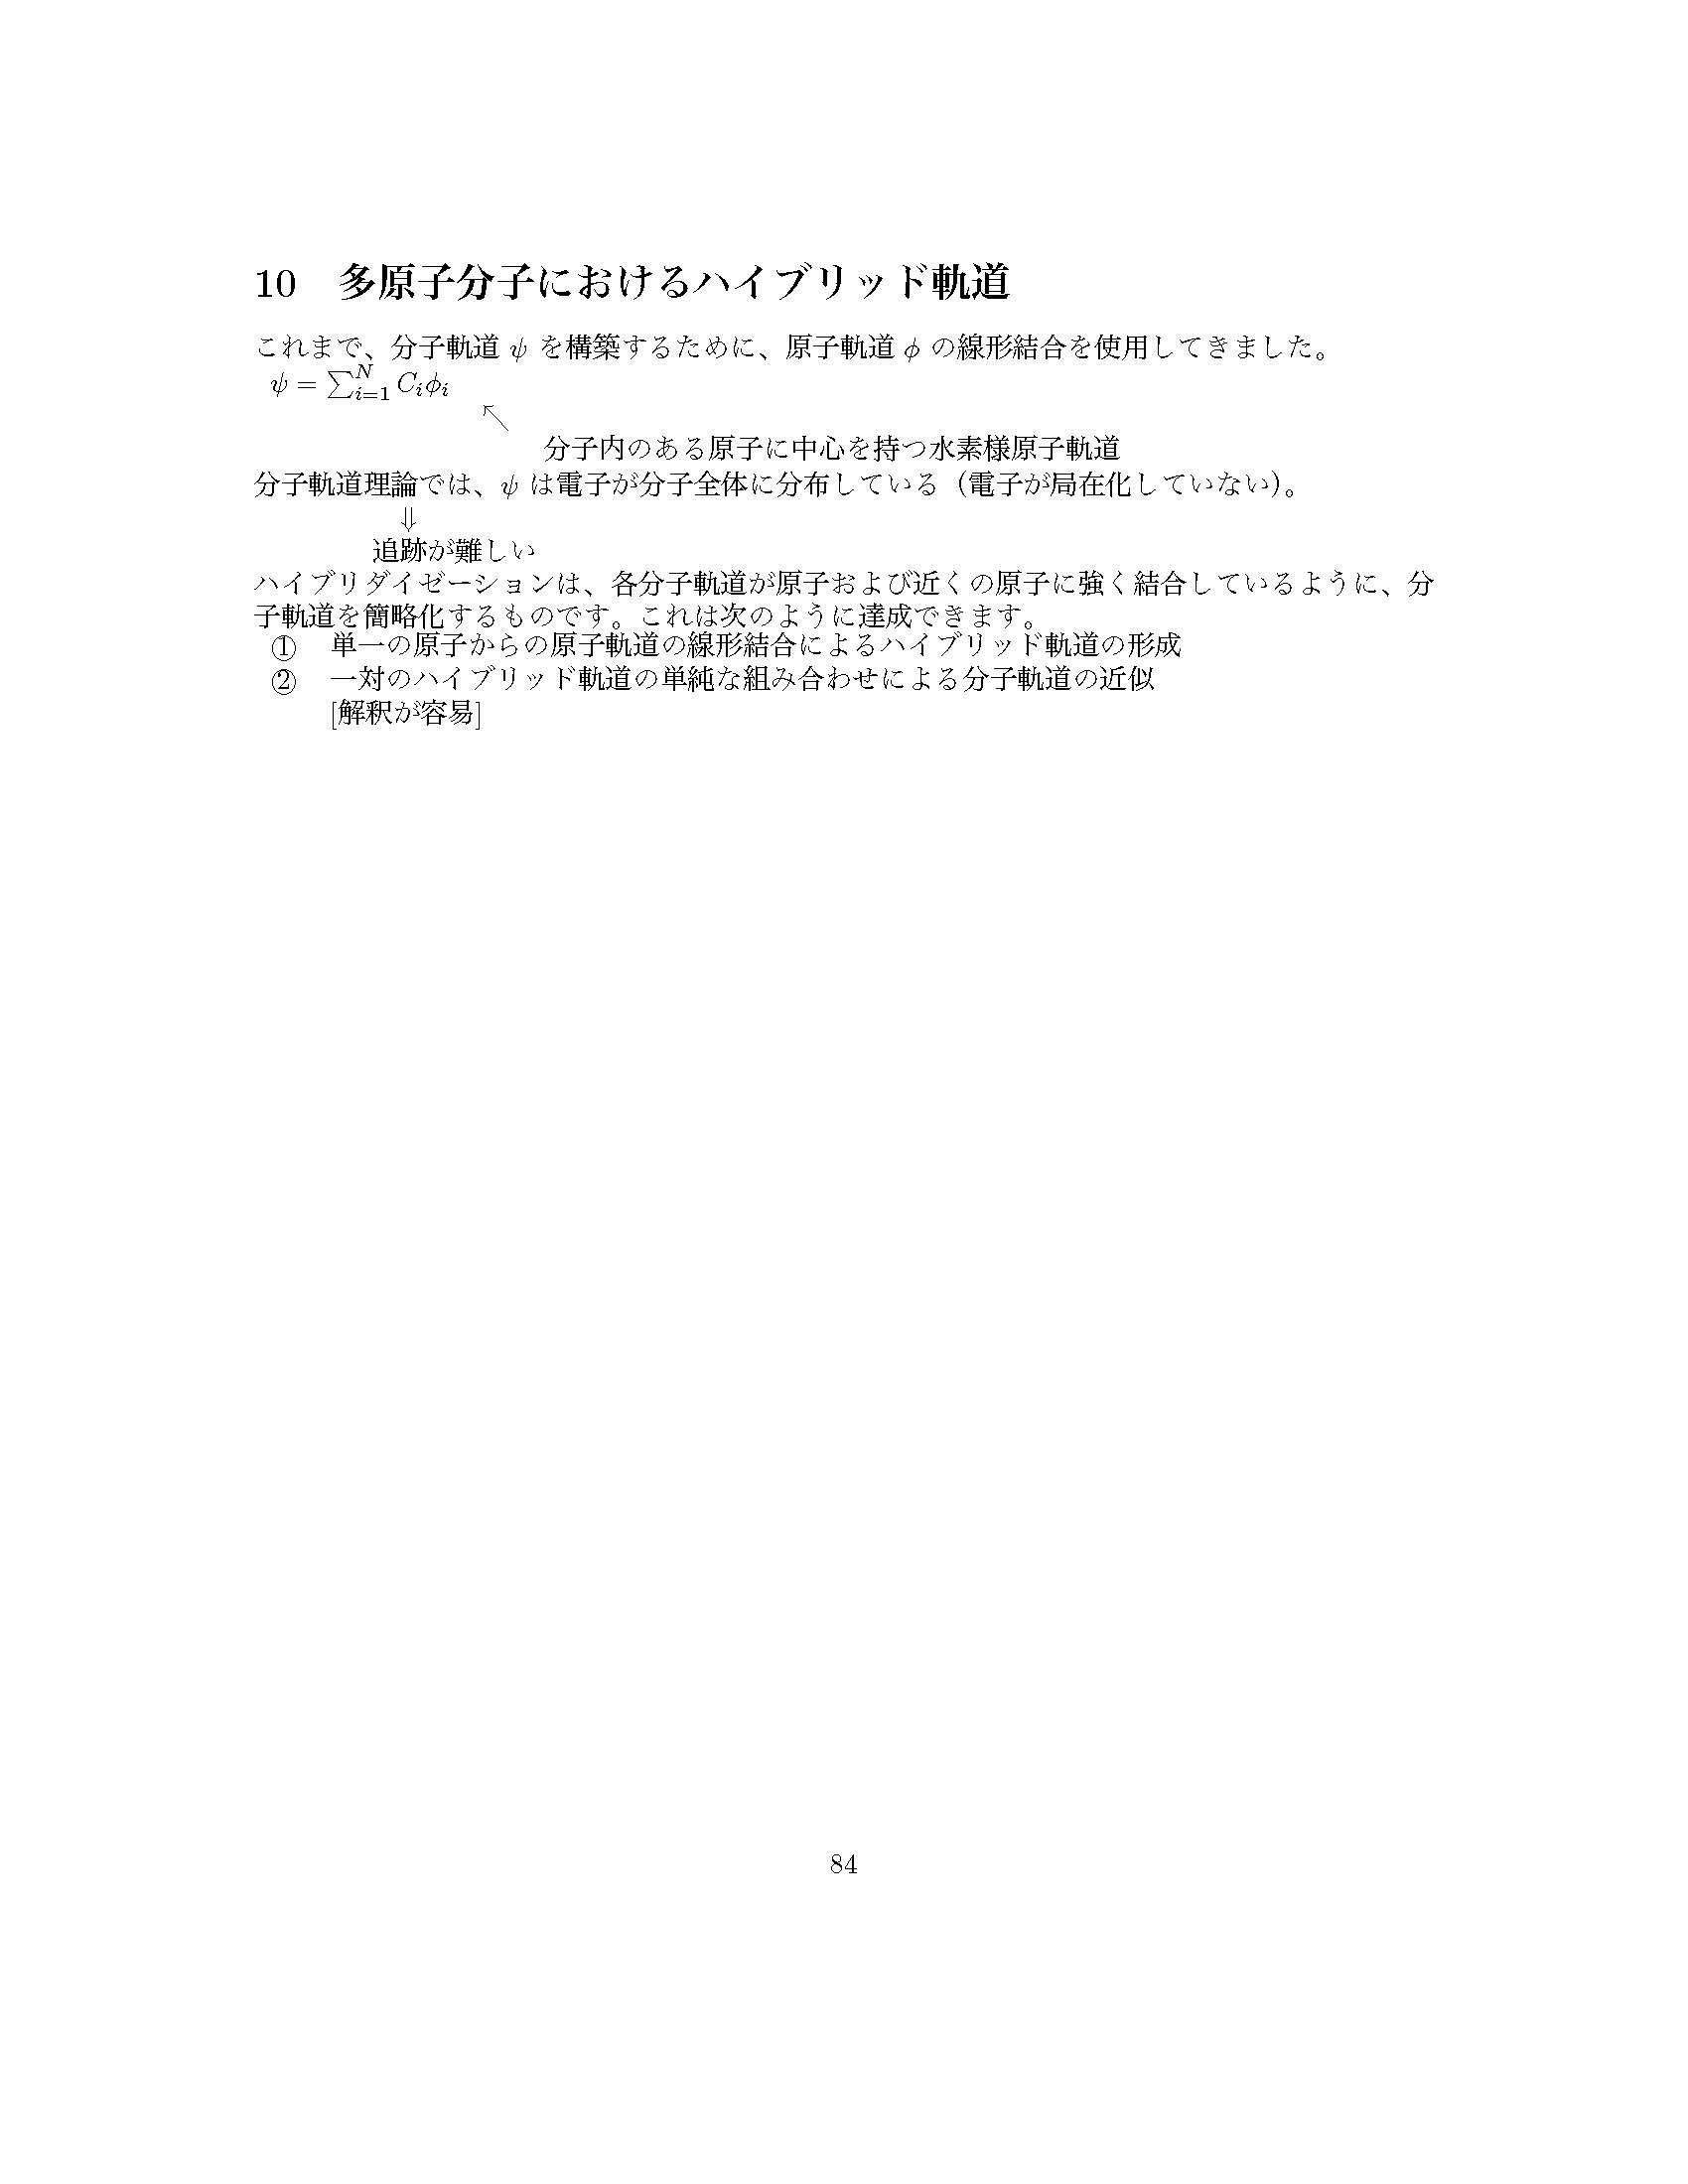 10 多原子分子におけるハイブリッド軌道
これまで、分子軌道 ψ を構築するために、原子軌道 ϕ の線形結合を使用してきました。
ψ = ∑_{i=1}^{N} C_i ϕ_i
↖
分子内のある原子に中心を持つ水素様原子軌道
分子軌道理論では、ψ は電子が分子全体に分布している（電子が局在化していない）。
⇓
追跡が難しい
ハイブリダイゼーションは、各分子軌道が原子および近くの原子に強く結合しているように、分
子軌道を簡略化するものです。これは次のように達成できます。
① 単一の原子からの原子軌道の線形結合によるハイブリッド軌道の形成
② 一対のハイブリッド軌道の単純な組み合わせによる分子軌道の近似
[解釈が容易]
84